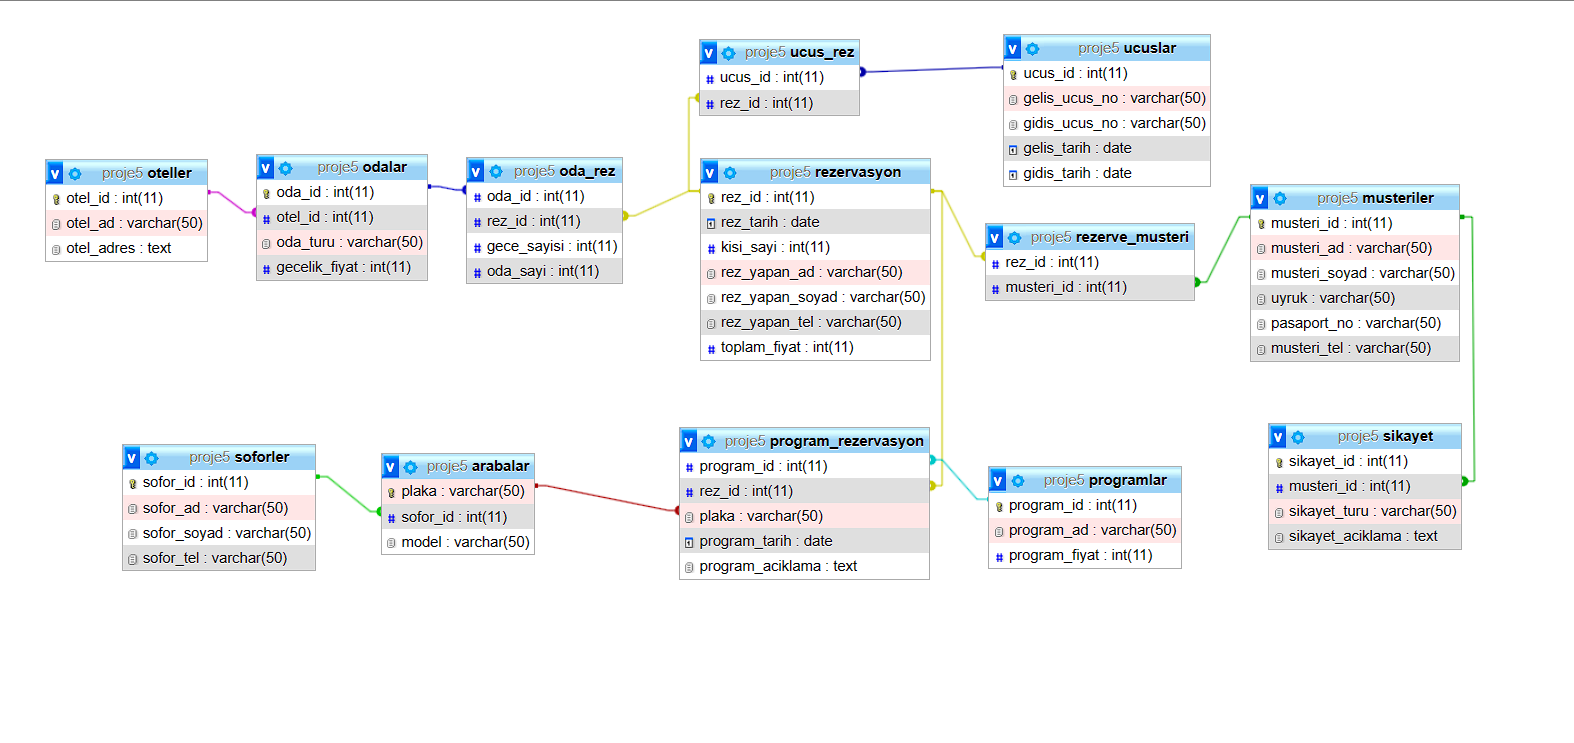 proje5 ucus_rez
ucus_id : int(11)
rez_id : int(11)
proje5 ucuslar
ucus_id : int(11)
gelis_ucus_no : varchar(50)
gidis_ucus_no : varchar(50)
gelis_tarih : date
gidis_tarih : date
proje5 oteller
otel_id : int(11)
otel_ad : varchar(50)
otel_adres : text
proje5 odalar
oda_id : int(11)
otel_id : int(11)
oda_turu : varchar(50)
gecelik_fiyat : int(11)
proje5 oda_rez
oda_id : int(11)
rez_id : int(11)
gece_sayisi : int(11)
oda_sayi : int(11)
proje5 rezervasyon
rez_id : int(11)
rez_tarih : date
kisi_sayi : int(11)
rez_yapan_ad : varchar(50)
rez_yapan_soyad : varchar(50)
rez_yapan_tel : varchar(50)
toplam_fiyat : int(11)
proje5 rezerve_musteri
rez_id : int(11)
musteri_id : int(11)
proje5 musteriler
musteri_id : int(11)
musteri_ad : varchar(50)
musteri_soyad : varchar(50)
uyruk : varchar(50)
pasaport_no : varchar(50)
musteri_tel : varchar(50)
proje5 soforler
sofor_id : int(11)
sofor_ad : varchar(50)
sofor_soyad : varchar(50)
sofor_tel : varchar(50)
proje5 arabalar
plaka : varchar(50)
sofor_id : int(11)
model : varchar(50)
proje5 program_rezervasyon
program_id : int(11)
rez_id : int(11)
plaka : varchar(50)
program_tarih : date
program_aciklama : text
proje5 programlar
program_id : int(11)
program_ad : varchar(50)
program_fiyat : int(11)
proje5 sikayet
sikayet_id : int(11)
musteri_id : int(11)
sikayet_turu : varchar(50)
sikayet_aciklama : text